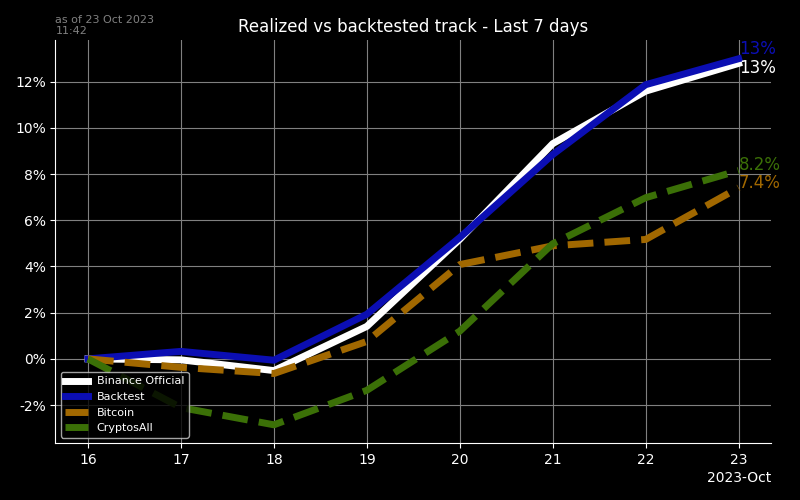 as of 23 Oct 2023
11:42
Realized vs backtested track - Last 7 days
13%
13%
12%
10%
8.2%
8%
7.4%
6%
4%
2%
0%
-2%
Binance Official
Backtest
Bitcoin
CryptosAll
16 17 18 19 20 21 22 23
2023-Oct